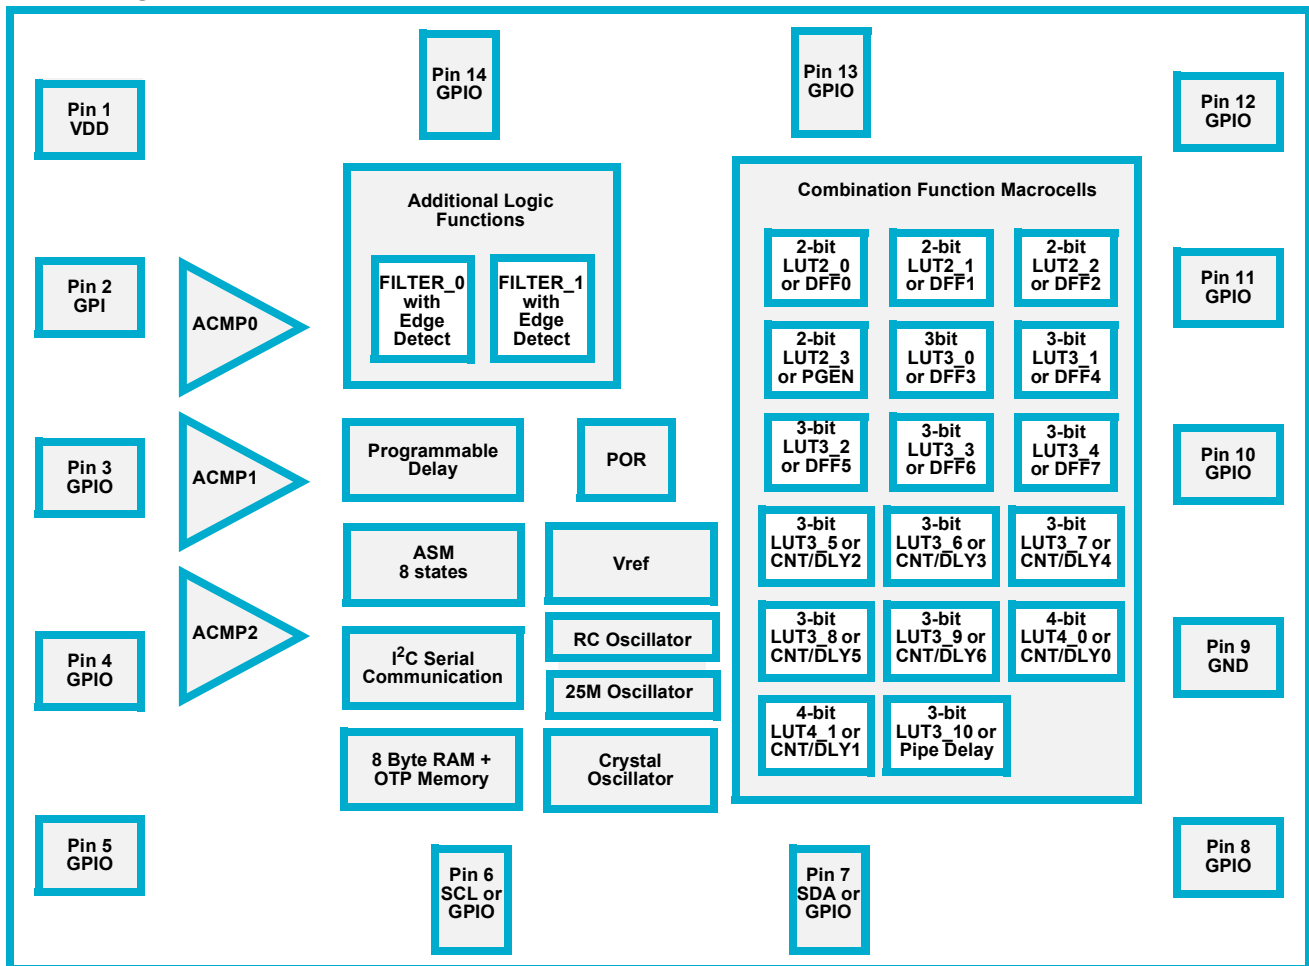 Pin 14
GPIO
Pin 13
GPIO
Pin 1
VDD
Pin 12
GPIO
Additional Logic
Functions
FILTER_0
with
Edge
Detect
FILTER_1
with
Edge
Detect
Combination Function Macrocells
2-bit
LUT2_0
or DFF0
2-bit
LUT2_1
or DFF1
2-bit
LUT2_2
or DFF2
2-bit
LUT2_3
or PGEN
3bit
LUT3_0
or DFF3
3-bit
LUT3_1
or DFF4
3-bit
LUT3_2
or DFF5
3-bit
LUT3_3
or DFF6
3-bit
LUT3_4
or DFF7
3-bit
LUT3_5 or
CNT/DLY2
3-bit
LUT3_6 or
CNT/DLY3
3-bit
LUT3_7 or
CNT/DLY4
3-bit
LUT3_8 or
CNT/DLY5
3-bit
LUT3_9 or
CNT/DLY6
4-bit
LUT4_0 or
CNT/DLY0
4-bit
LUT4_1 or
CNT/DLY1
3-bit
LUT3_10 or
Pipe Delay
Pin 2
GPI
ACMP0
Pin 11
GPIO
Pin 3
GPIO
ACMP1
Programmable
Delay
POR
Pin 10
GPIO
ASM
8 states
Vref
Pin 4
GPIO
ACMP2
I²C Serial
Communication
RC Oscillator
25M Oscillator
Pin 9
GND
8 Byte RAM +
OTP Memory
Crystal
Oscillator
Pin 5
GPIO
Pin 6
SCL or
GPIO
Pin 7
SDA or
GPIO
Pin 8
GPIO